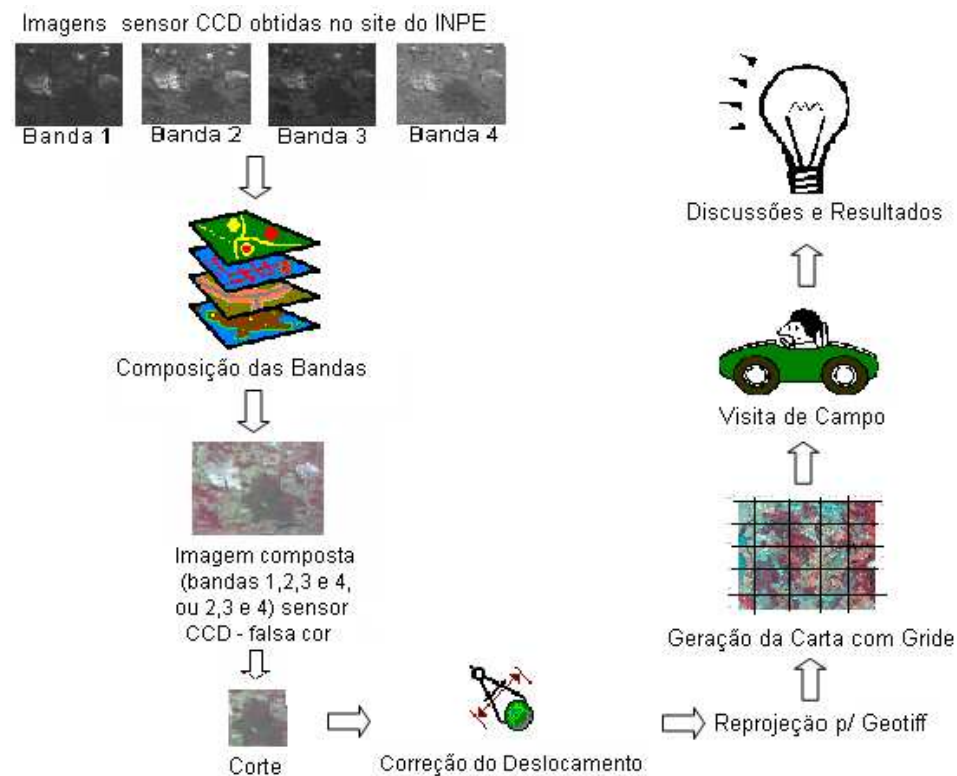 Imagens sensor CCD obtidas no site do INPE
Banda 1
Banda 2
Banda 3
Banda 4
Composição das Bandas
Imagem composta
(bandas 1,2,3 e 4,
ou 2,3 e 4) sensor
CCD - falsa cor
Corte
Correção do Deslocamento
Reprojeção p/ Geotiff
Geração da Carta com Gride
Visita de Campo
Discussões e Resultados